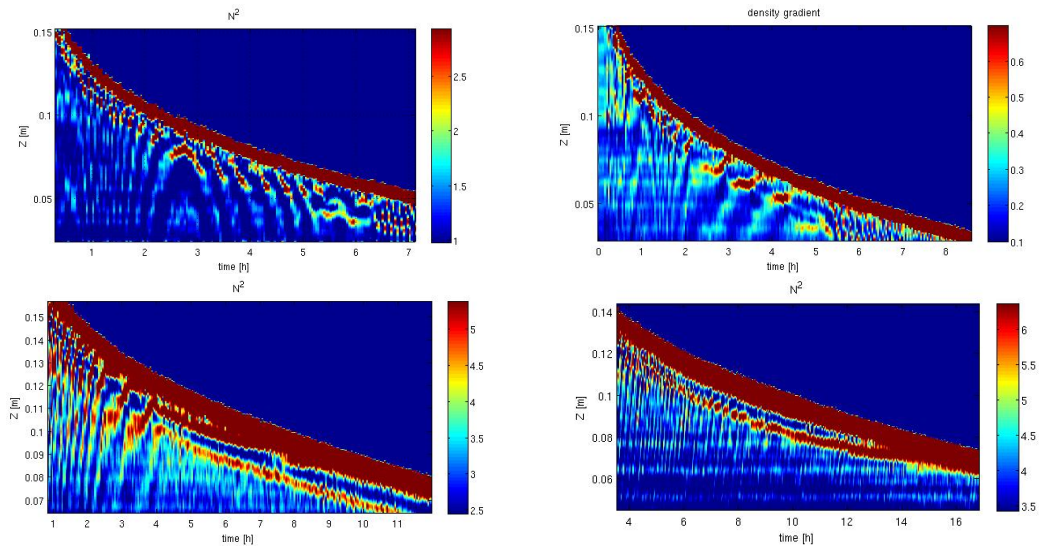 N²
0.15
0.1
0.05
Z [m]
1 2 3 4 5 6 7
time [h]
2.5
2
1.5
1
density gradient
0.15
0.1
0.05
Z [m]
0 1 2 3 4 5 6 7 8
time [h]
0.6
0.5
0.4
0.3
0.2
0.1
N²
0.15
0.14
0.13
0.12
0.11
0.1
0.09
0.08
0.07
Z [m]
1 2 3 4 5 6 7 8 9 10 11
time [h]
5
4.5
4
3.5
3
2.5
N²
0.14
0.12
0.1
0.08
0.06
Z [m]
4 6 8 10 12 14 16
time [h]
6
5.5
5
4.5
4
3.5